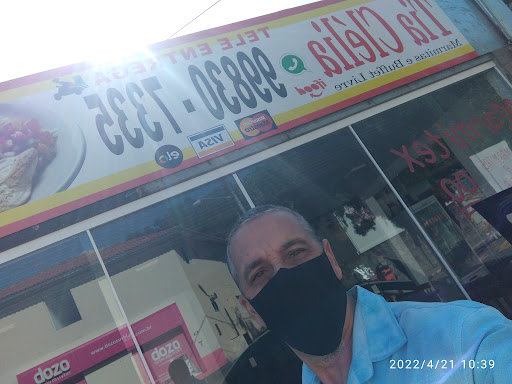 Tia Clélia
Marmitas e Buffet Livre
TELE ENTREGA
99830-7335
ifood
VISA
elo
Marmitex
dozo
dozo
2022/4/21 10:39